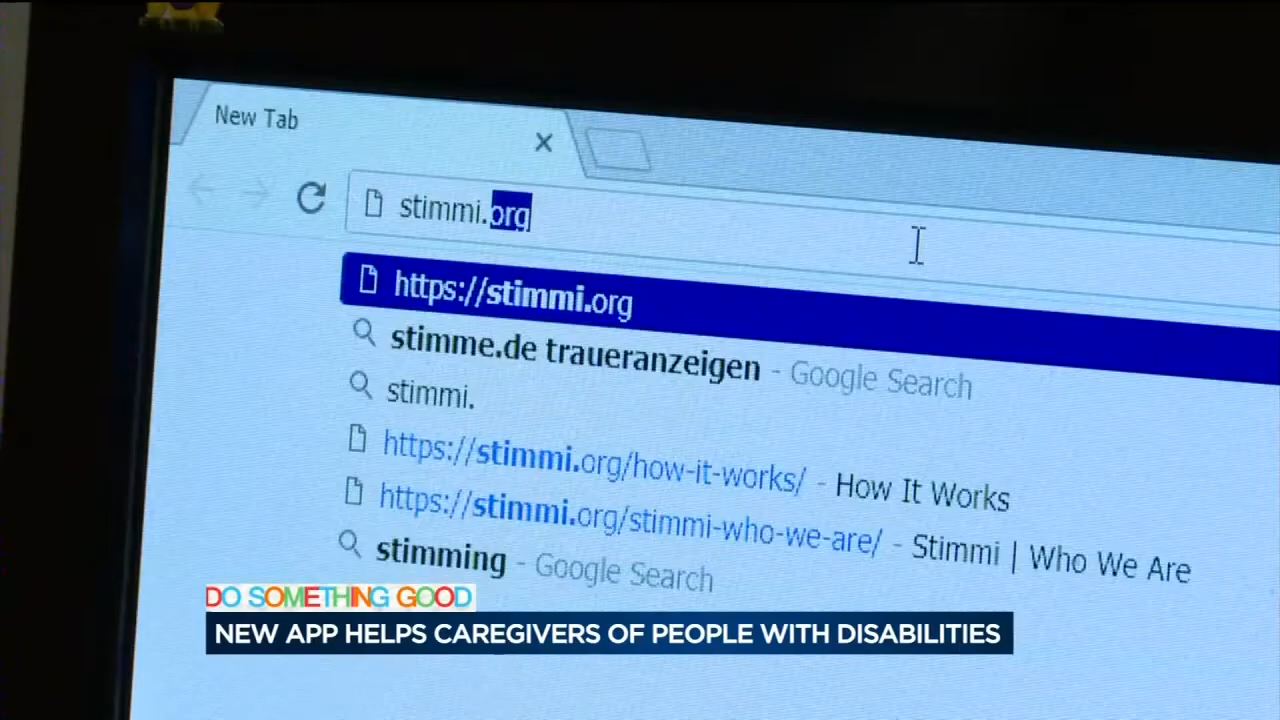 New Tab
stimmi.org
https://stimmi.org
stimme.de traueranzeigen - Google Search
stimmi.
https://stimmi.org/how-it-works/ - How It Works
https://stimmi.org/stimmi-who-we-are/ - Stimmi | Who We Are
stimming - Google Search
DO SOMETHING GOOD
NEW APP HELPS CAREGIVERS OF PEOPLE WITH DISABILITIES